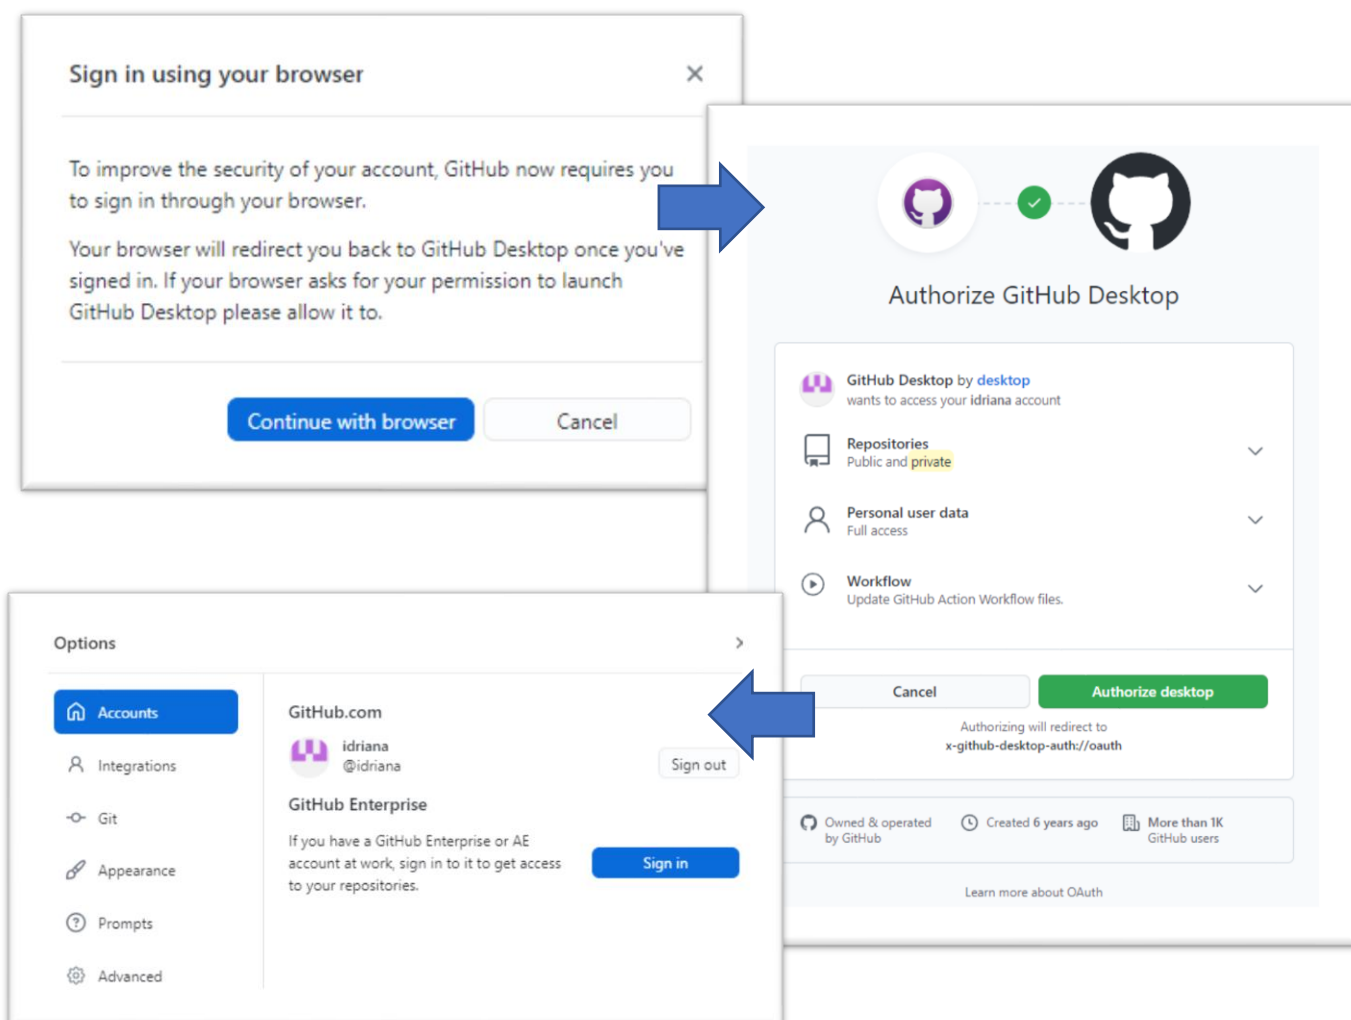 Sign in using your browser
To improve the security of your account, GitHub now requires you
to sign in through your browser.
Your browser will redirect you back to GitHub Desktop once you've
signed in. If your browser asks for your permission to launch
GitHub Desktop please allow it to.
Continue with browser
Cancel
Authorize GitHub Desktop
GitHub Desktop by desktop
wants to access your idriana account
Repositories
Public and private
Personal user data
Full access
Workflow
Update GitHub Action Workflow files.
Cancel
Authorize desktop
Authorizing will redirect to
x-github-desktop-auth://oauth
Owned & operated
by GitHub
Created 6 years ago
More than 1K
GitHub users
Learn more about OAuth
Options
Accounts
Integrations
Git
Appearance
Prompts
Advanced
GitHub.com
idriana
@idriana
Sign out
GitHub Enterprise
If you have a GitHub Enterprise or AE
account at work, sign in to it to get access
to your repositories.
Sign in